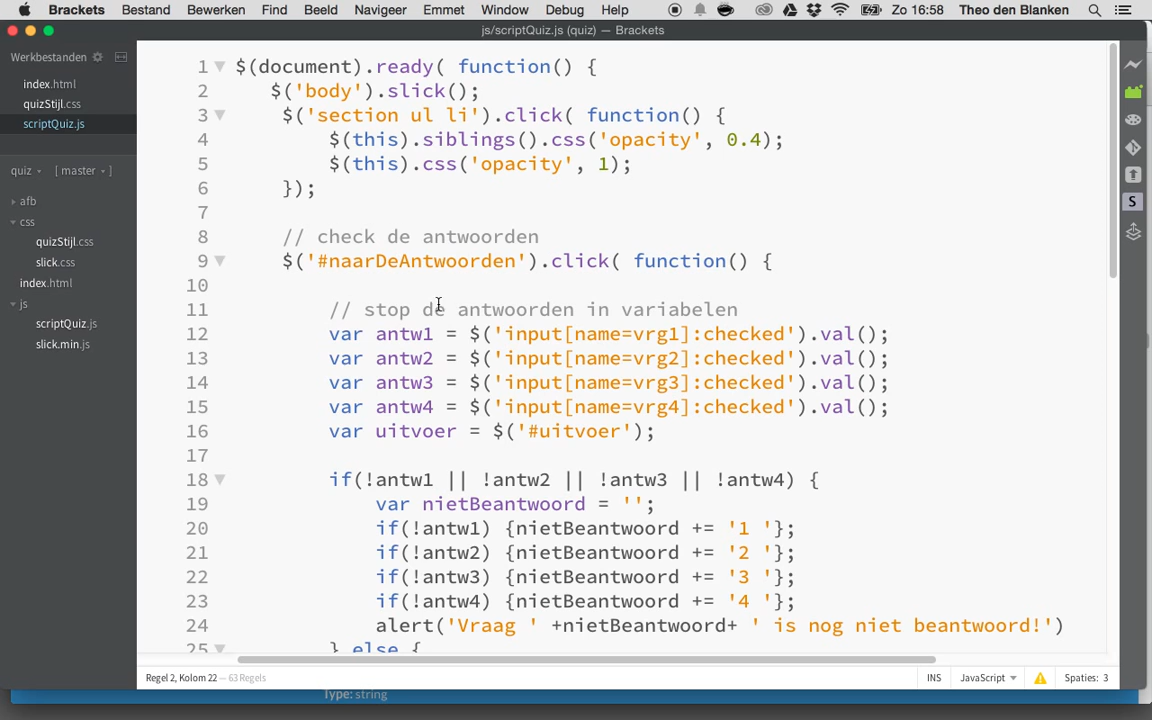 Brackets Bestand Bewerken Find Beeld Navigeer Emmet Window Debug Help Zo 16:58 Theo den Blanken
js/scriptQuiz.js (quiz) — Brackets
Werkbestanden
index.html
quizStijl.css
scriptQuiz.js
quiz [ master ]
afb
css
quizStijl.css
slick.css
index.html
js
scriptQuiz.js
slick.min.js
1 $(document).ready( function() {
2 $('body').slick();
3 $('section ul li').click( function() {
4 $(this).siblings().css('opacity', 0.4);
5 $(this).css('opacity', 1);
6 });
7
8 // check de antwoorden
9 $('#naarDeAntwoorden').click( function() {
10
11 // stop de antwoorden in variabelen
12 var antw1 = $('input[name=vrg1]:checked').val();
13 var antw2 = $('input[name=vrg2]:checked').val();
14 var antw3 = $('input[name=vrg3]:checked').val();
15 var antw4 = $('input[name=vrg4]:checked').val();
16 var uitvoer = $('#uitvoer');
17
18 if(!antw1 || !antw2 || !antw3 || !antw4) {
19 var nietBeantwoord = '';
20 if(!antw1) {nietBeantwoord += '1 '};
21 if(!antw2) {nietBeantwoord += '2 '};
22 if(!antw3) {nietBeantwoord += '3 '};
23 if(!antw4) {nietBeantwoord += '4 '};
24 alert('Vraag ' +nietBeantwoord+ ' is nog niet beantwoord!')
25 } else {
S
Regel 2, Kolom 22 — 63 Regels INS JavaScript Spaties: 3
Type: string